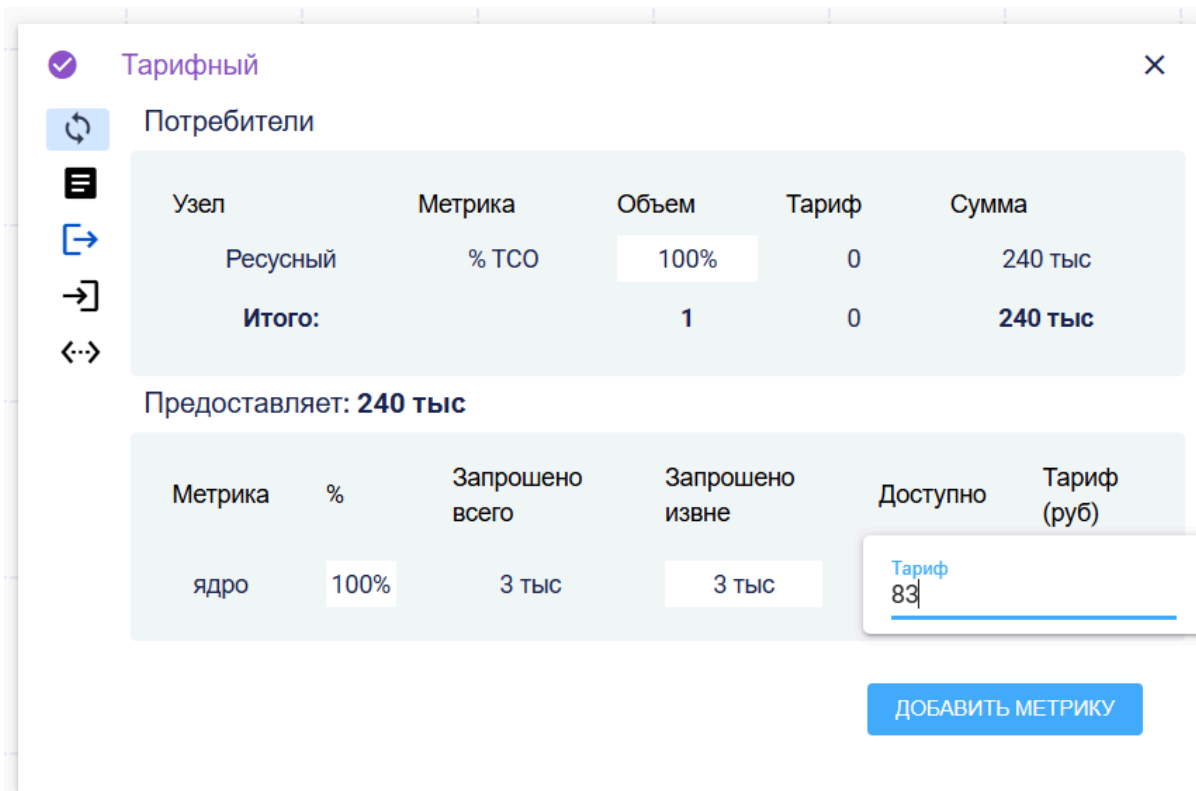 Тарифный
Потребители
Узел Метрика Объем Тариф Сумма
Ресусный % TCO 100% 0 240 тыс
Итого: 1 0 240 тыс
Предоставляет: 240 тыс
Метрика % Запрошено всего Запрошено извне Доступно Тариф (руб)
ядро 100% 3 тыс 3 тыс
Тариф
83
ДОБАВИТЬ МЕТРИКУ